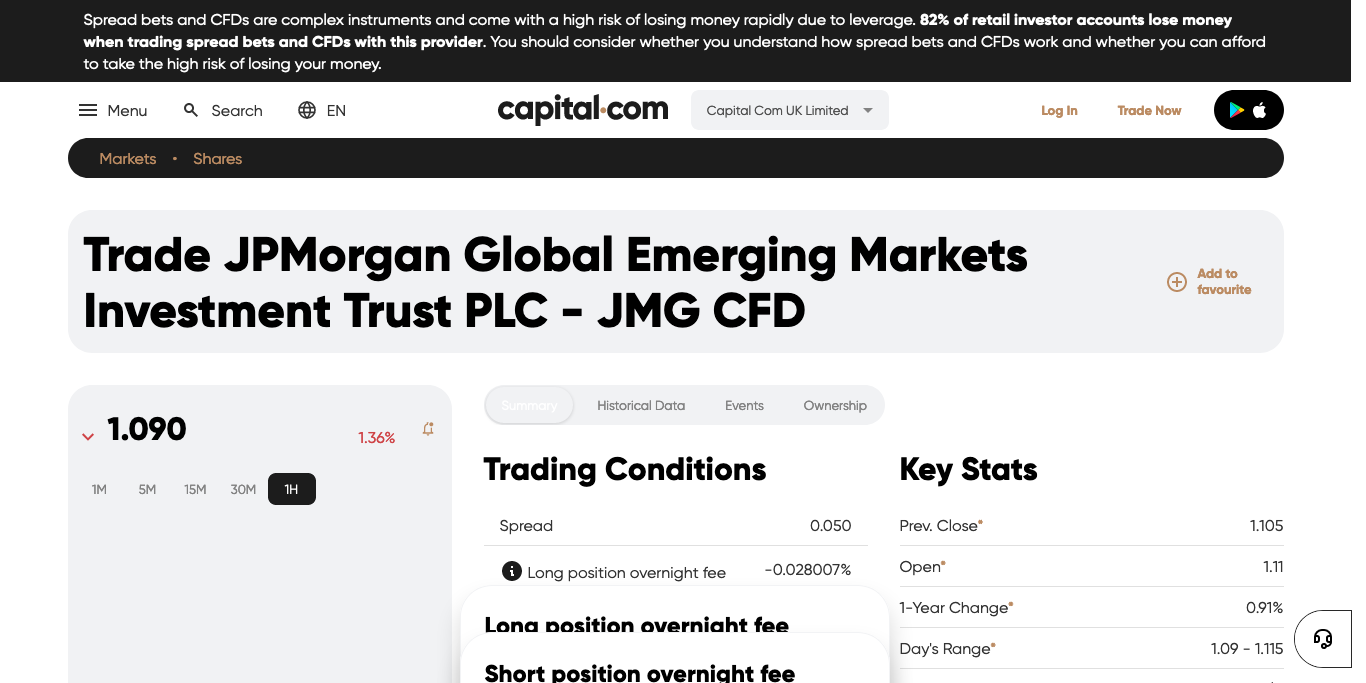 Spread bets and CFDs are complex instruments and come with a high risk of losing money rapidly due to leverage. 82% of retail investor accounts lose money
when trading spread bets and CFDs with this provider. You should consider whether you understand how spread bets and CFDs work and whether you can afford
to take the high risk of losing your money.
Menu Search EN capital.com Capital Com UK Limited Log In Trade Now
Markets • Shares
Trade JPMorgan Global Emerging Markets
Investment Trust PLC - JMG CFD
Add to
favourite
1.090 1.36%
1M 5M 15M 30M 1H
Summary Historical Data Events Ownership
Trading Conditions
Spread 0.050
Long position overnight fee -0.028007%
Long position overnight fee
Short position overnight fee
Key Stats
Prev. Close* 1.105
Open* 1.11
1-Year Change* 0.91%
Day's Range* 1.09 - 1.115